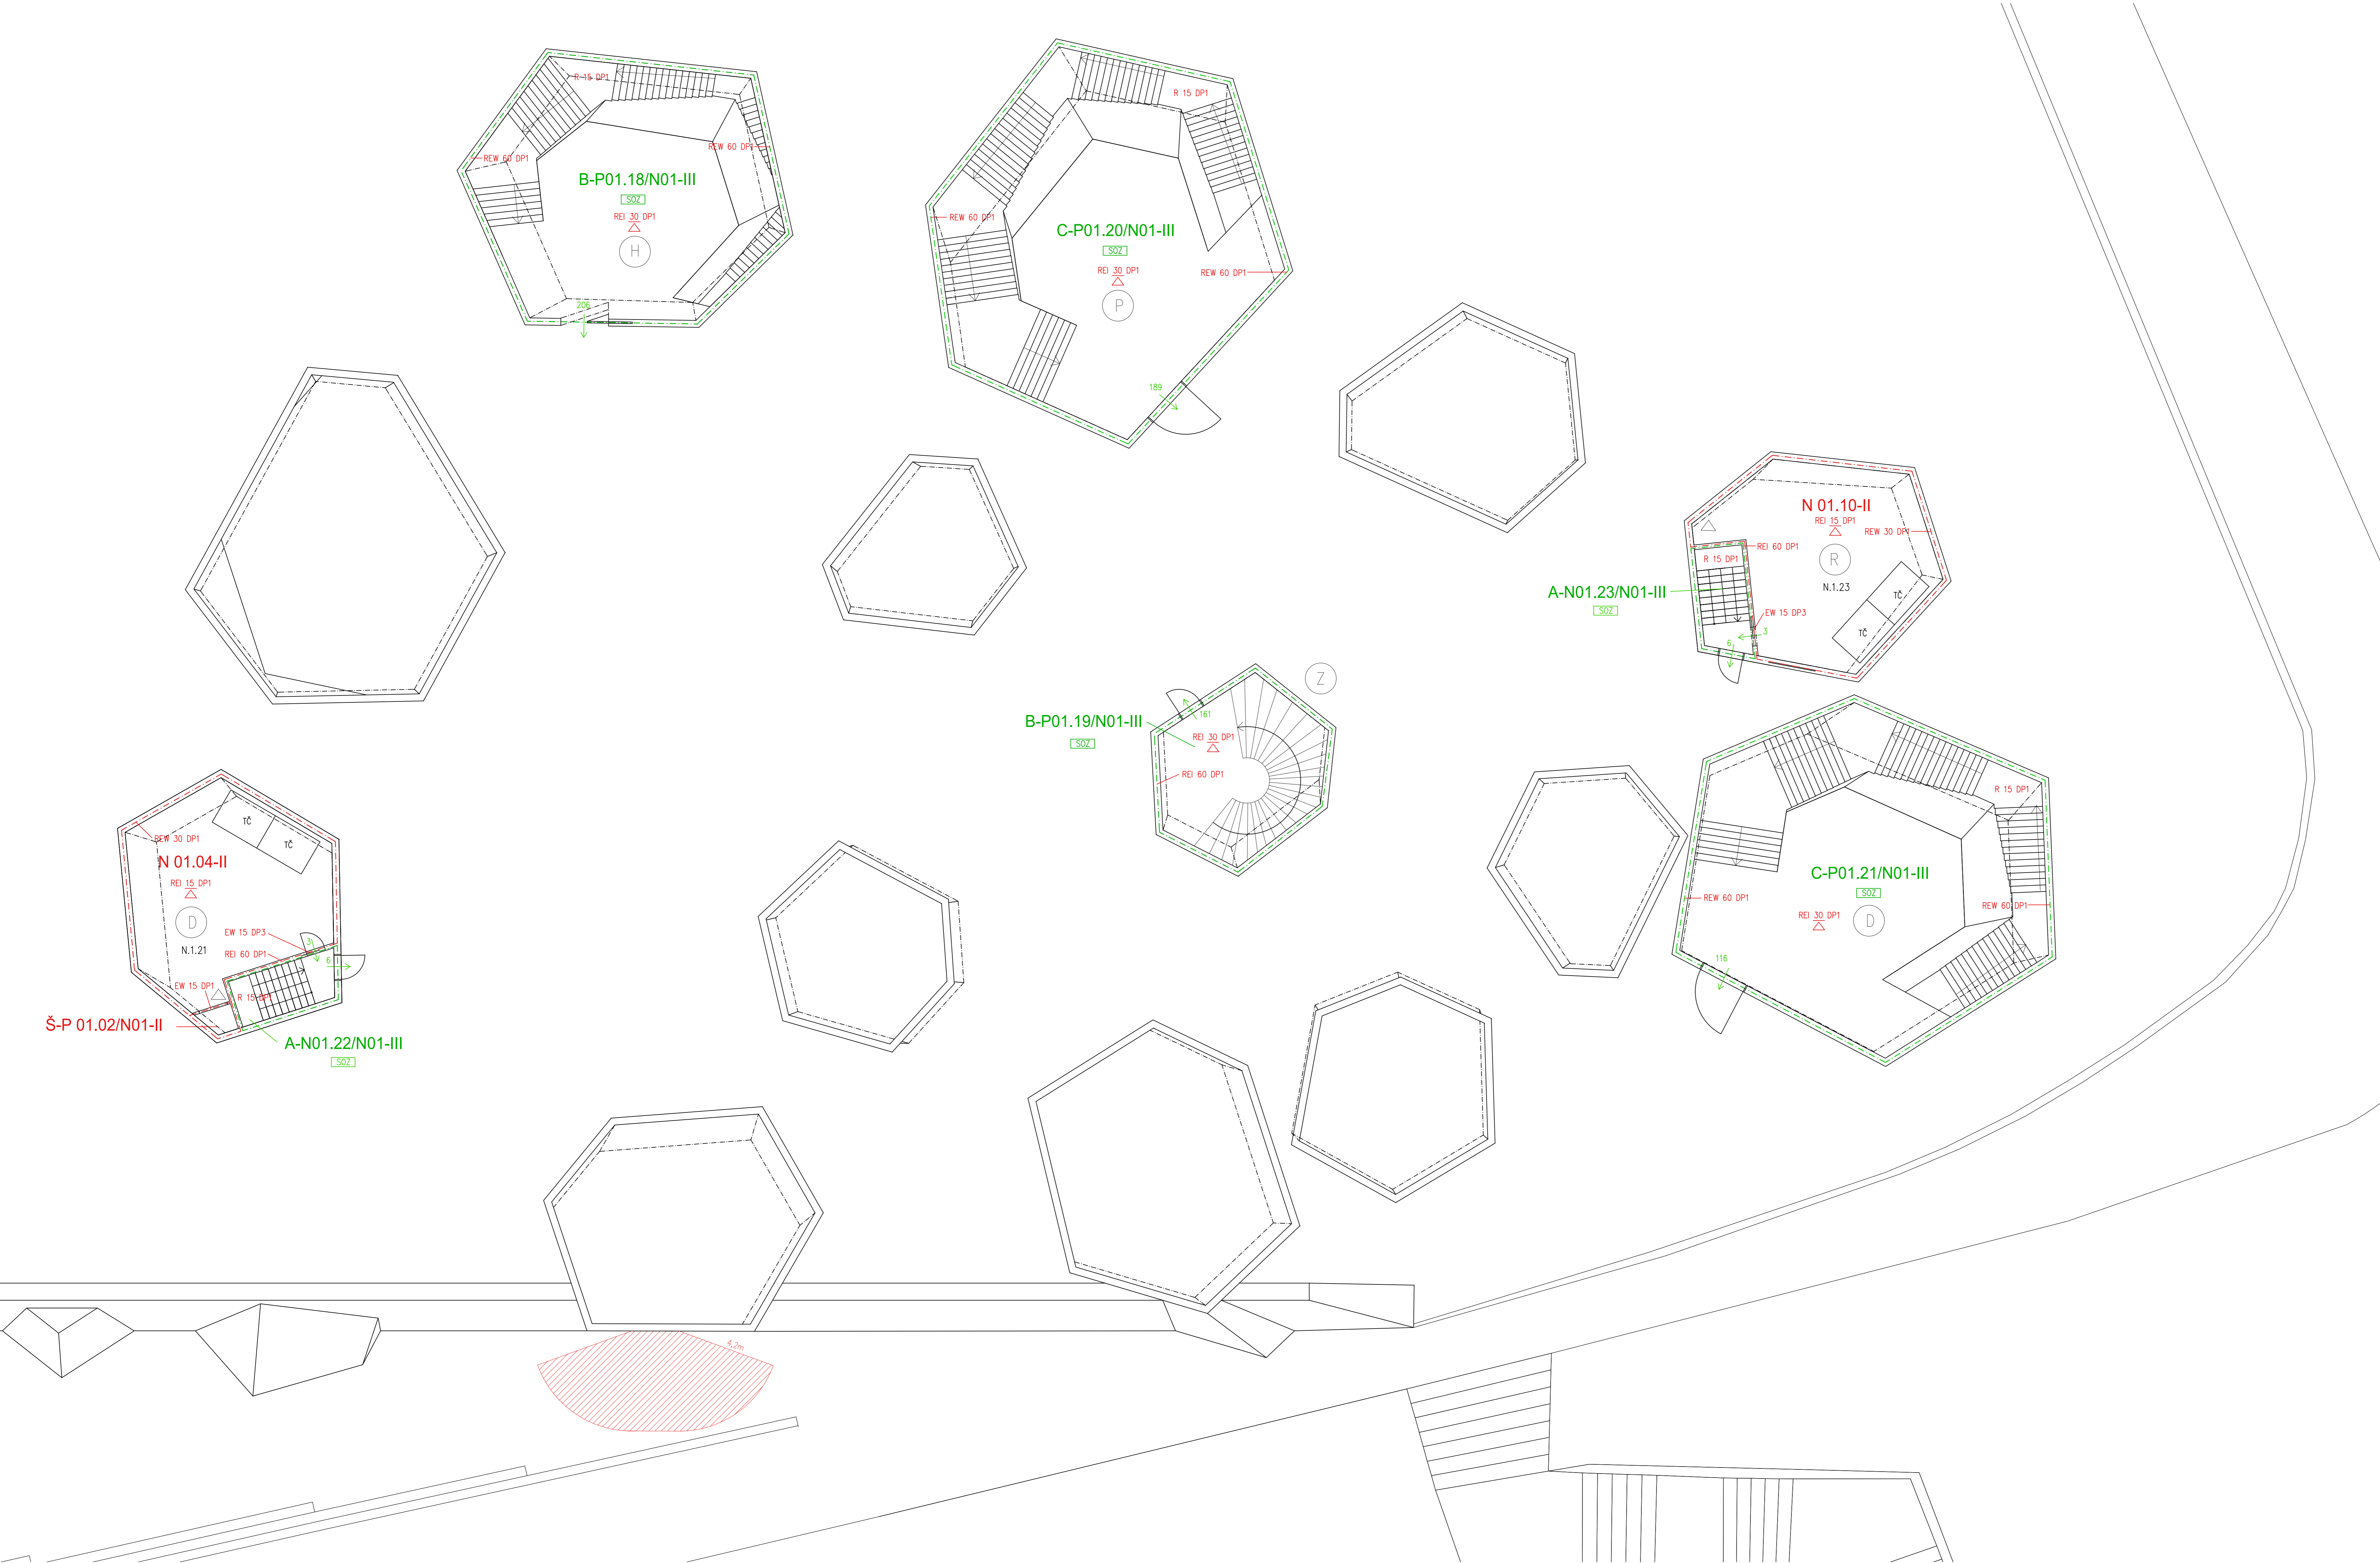 R 15 DP1
REW 60 DP1
REW 60 DP1
B-P01.18/N01-III
SOZ
REI 30 DP1
H
206
R 15 DP1
REW 60 DP1
C-P01.20/N01-III
SOZ
REI 30 DP1
P
REW 60 DP1
189
N 01.10-II
REI 15 DP1
REW 30 DP1
R
N.1.23
REI 60 DP1
R 15 DP1
A-N01.23/N01-III
SOZ
EW 15 DP3
3
6
TČ
TČ
Z
161
B-P01.19/N01-III
SOZ
REI 30 DP1
REI 60 DP1
R 15 DP1
C-P01.21/N01-III
SOZ
REI 30 DP1
D
REW 60 DP1
REW 60 DP1
116
TČ
TČ
REW 30 DP1
N 01.04-II
REI 15 DP1
D
N.1.21
EW 15 DP3
3
REI 60 DP1
6
EW 15 DP1
R 15 DP1
Š-P 01.02/N01-II
A-N01.22/N01-III
SOZ
4,2m